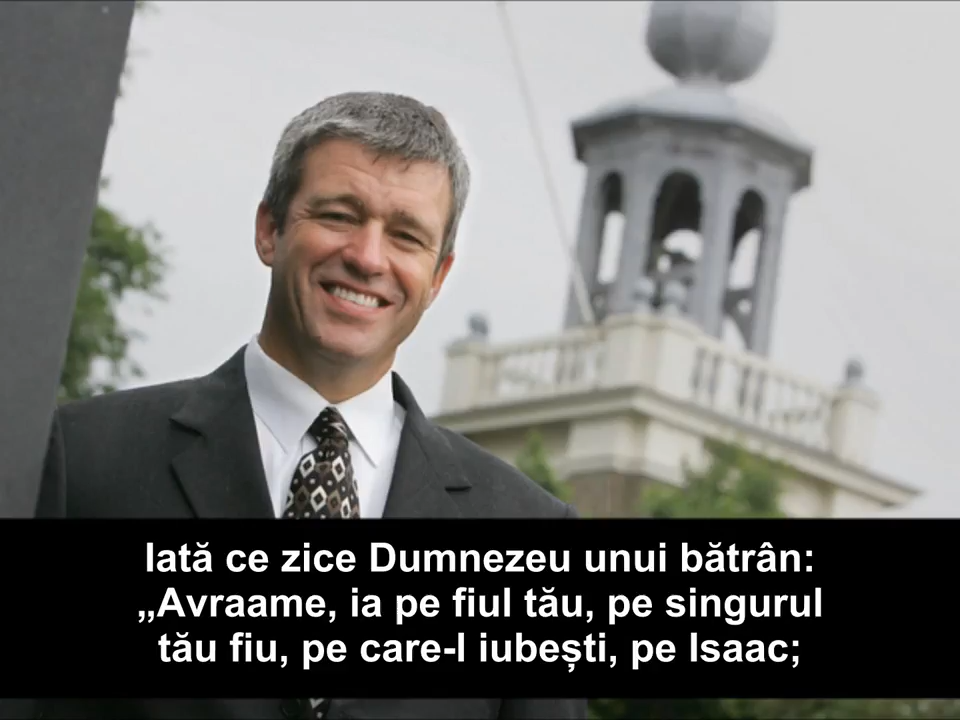 Iată ce zice Dumnezeu unui bătrân:
„Avraame, ia pe fiul tău, pe singurul
tău fiu, pe care-l iubești, pe Isaac;